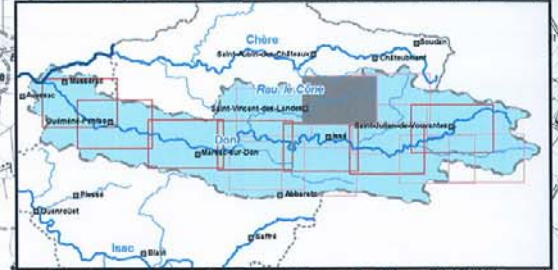 Chère
Soudan
Saint-Aubin-des-Châteaux
Châteaubriant
Massérac
Rau. le Cône
Avessac
Saint-Vincent-des-Landes
Guémené-Penfao
Saint-Julien-de-Vouvantes
Don
Issé
Marsac-sur-Don
Plessé
Abbaretz
Guenrouët
Saffré
Isac
Blain